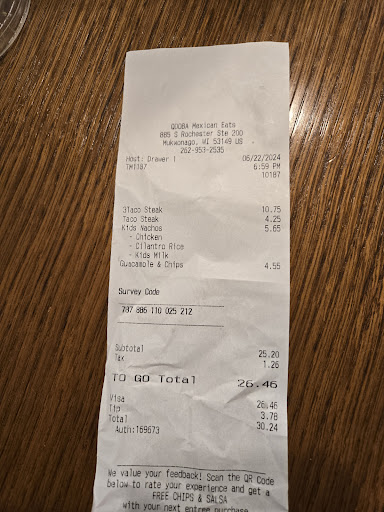 QDOBA Mexican Eats
885 S Rochester Ste 200
Mukwonago, WI 53149 US
262-953-2535
Host: Drawer 1 06/22/2024
TM1187 6:59 PM
10187
3Taco Steak 10.75
Taco Steak 4.25
Kids Nachos 5.65
- Chicken
- Cilantro Rice
- Kids Milk
Guacamole & Chips 4.55
Survey Code
797 886 110 025 212
Subtotal 25.20
Tax 1.26
TO GO Total 26.46
Visa 26.46
Tip 3.78
Total 30.24
Auth:169673
We value your feedback! Scan the QR Code
below to rate your experience and get a
FREE CHIPS & SALSA
with your next entree purchase